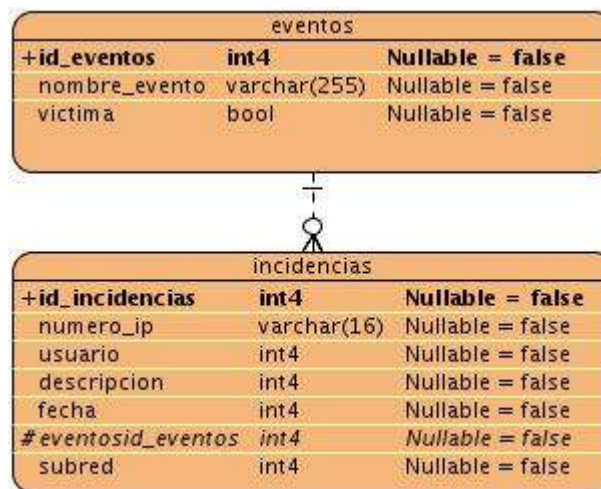 eventos
+id_eventos int4 Nullable = false
nombre_evento varchar(255) Nullable = false
victima bool Nullable = false
incidencias
+id_incidencias int4 Nullable = false
numero_ip varchar(16) Nullable = false
usuario int4 Nullable = false
descripcion int4 Nullable = false
fecha int4 Nullable = false
#eventosid_eventos int4 Nullable = false
subred int4 Nullable = false